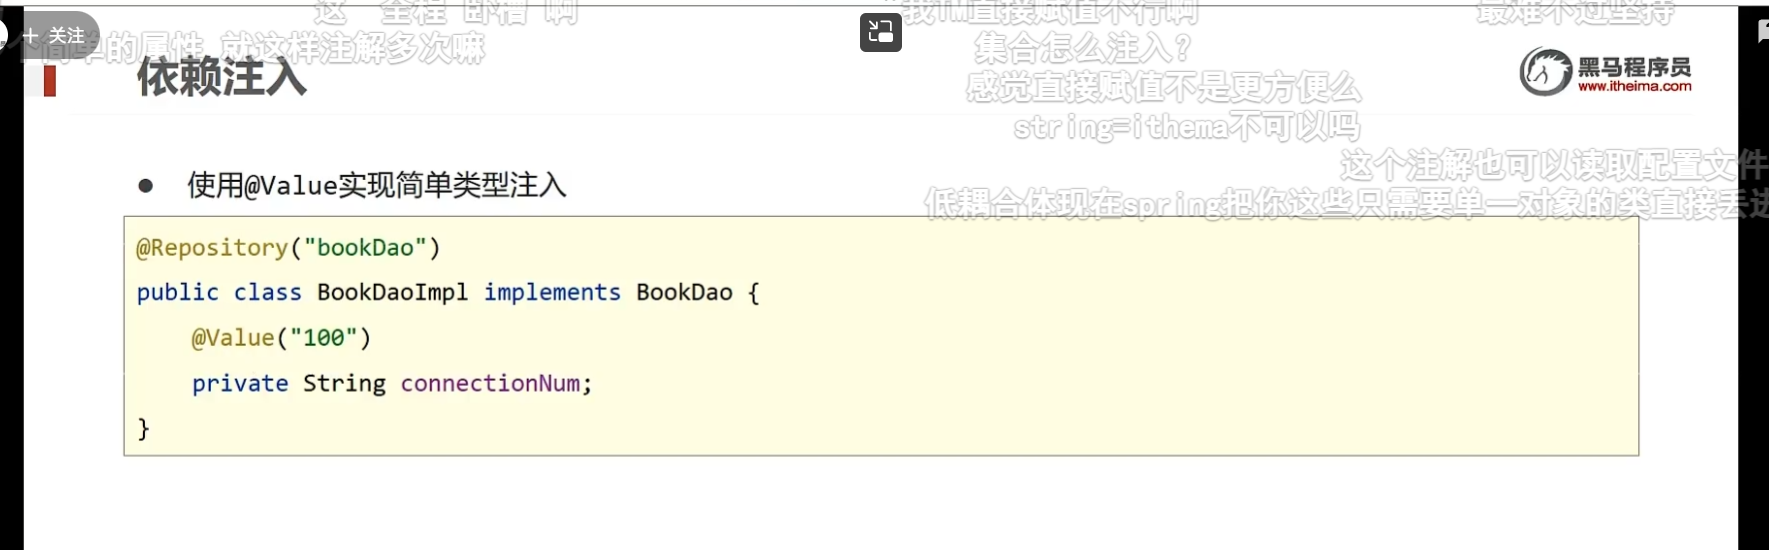 这 全程 卧槽 啊
我TM直接赋值不行啊
最难不过坚持
+ 关注
个简单的属性 就这样注解多次嘛
集合怎么注入？
依赖注入
黑马程序员
www.itheima.com
感觉直接赋值不是更方便么
string=ithema不可以吗
这个注解也可以读取配置文件
● 使用@Value实现简单类型注入
低耦合体现在spring把你这些只需要单一对象的类直接丢进
@Repository("bookDao")
public class BookDaoImpl implements BookDao {
@Value("100")
private String connectionNum;
}